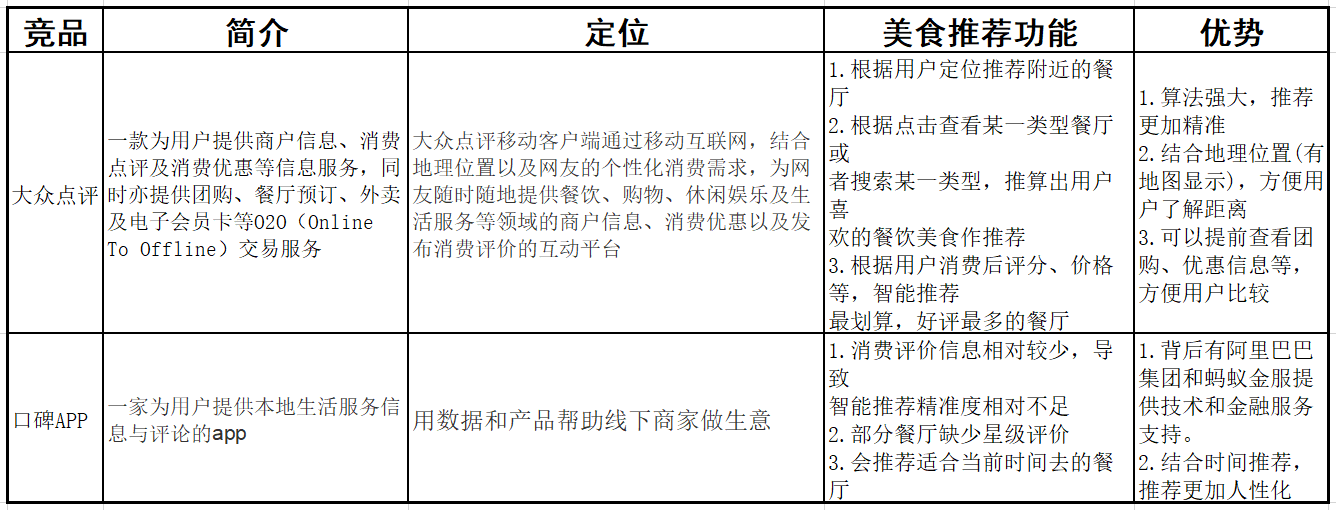 竞品
简介
定位
美食推荐功能
优势
大众点评
一款为用户提供商户信息、消费
点评及消费优惠等信息服务，同
时亦提供团购、餐厅预订、外卖
及电子会员卡等O2O（Online
To Offline）交易服务
大众点评移动客户端通过移动互联网，结合
地理位置以及网友的个性化消费需求，为网
友随时随地提供餐饮、购物、休闲娱乐及生
活服务等领域的商户信息、消费优惠以及发
布消费评价的互动平台
1.根据用户定位推荐附近的餐
厅
2.根据点击查看某一类型餐厅
或
者搜索某一类型，推算出用户
喜
欢的餐饮美食作推荐
3.根据用户消费后评分、价格
等，智能推荐
最划算，好评最多的餐厅
1.算法强大，推荐
更加精准
2.结合地理位置(有
地图显示)，方便用
户了解距离
3.可以提前查看团
购、优惠信息等，
方便用户比较
口碑APP
一家为用户提供本地生活服务信
息与评论的app
用数据和产品帮助线下商家做生意
1.消费评价信息相对较少，导
致
智能推荐精准度相对不足
2.部分餐厅缺少星级评价
3.会推荐适合当前时间去的餐
厅
1.背后有阿里巴巴
集团和蚂蚁金服提
供技术和金融服务
支持。
2.结合时间推荐，
推荐更加人性化